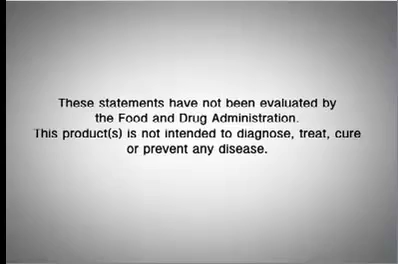 These statements have not been evaluated by
the Food and Drug Administration.
This product(s) is not intended to diagnose, treat, cure
or prevent any disease.